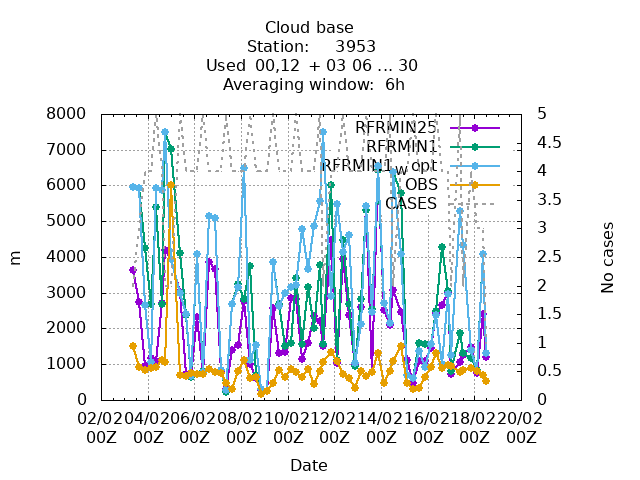 Cloud base
Station: 3953
Used 00,12 + 03 06 ... 30
Averaging window: 6h
8000
7000
6000
5000
4000
3000
2000
1000
0
m
5
4.5
4
3.5
3
2.5
2
1.5
1
0.5
0
No cases
RFRMIN25
RFRMIN1
RFRMIN1w opt
OBS
CASES
02/02 04/02 06/02 08/02 10/02 12/02 14/02 16/02 18/02 20/02
00Z 00Z 00Z 00Z 00Z 00Z 00Z 00Z 00Z 00Z
Date